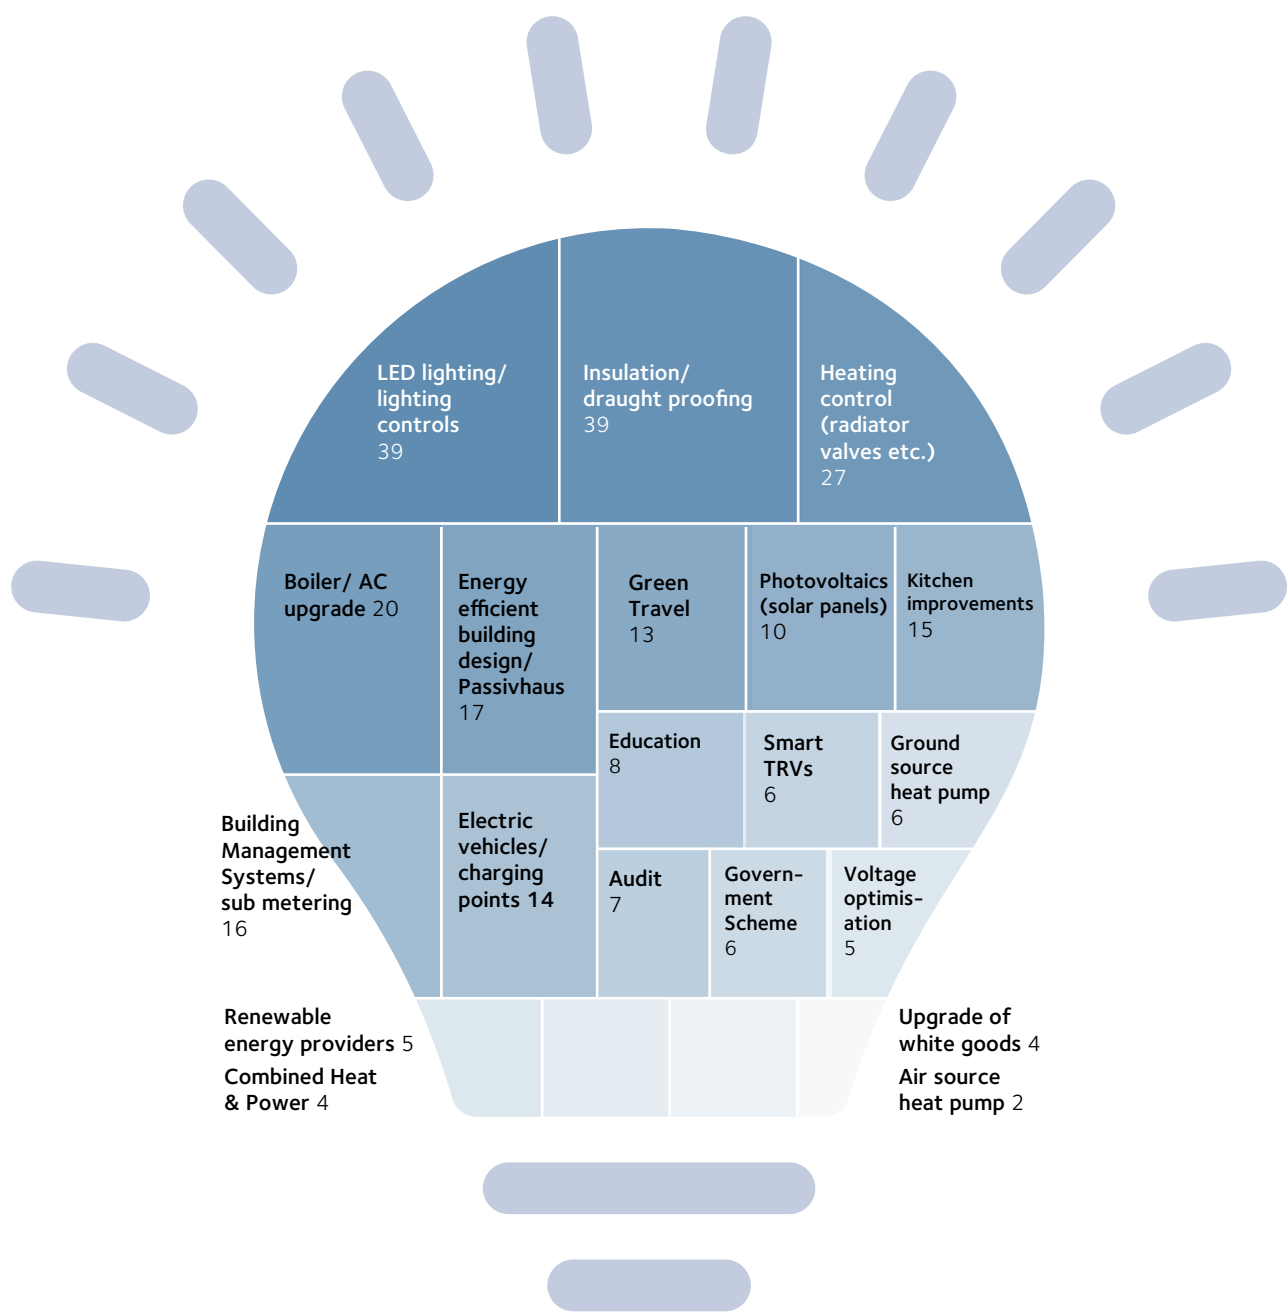 LED lighting/
lighting
controls
39
Insulation/
draught proofing
39
Heating
control
(radiator
valves etc.)
27
Boiler/ AC
upgrade 20
Energy
efficient
building
design/
Passivhaus
17
Green
Travel
13
Photovoltaics
(solar panels)
10
Kitchen
improvements
15
Education
8
Smart
TRVs
6
Ground
source
heat pump
6
Building
Management
Systems/
sub metering
16
Electric
vehicles/
charging
points 14
Audit
7
Govern-
ment
Scheme
6
Voltage
optimis-
ation
5
Renewable
energy providers 5
Combined Heat
& Power 4
Upgrade of
white goods 4
Air source
heat pump 2